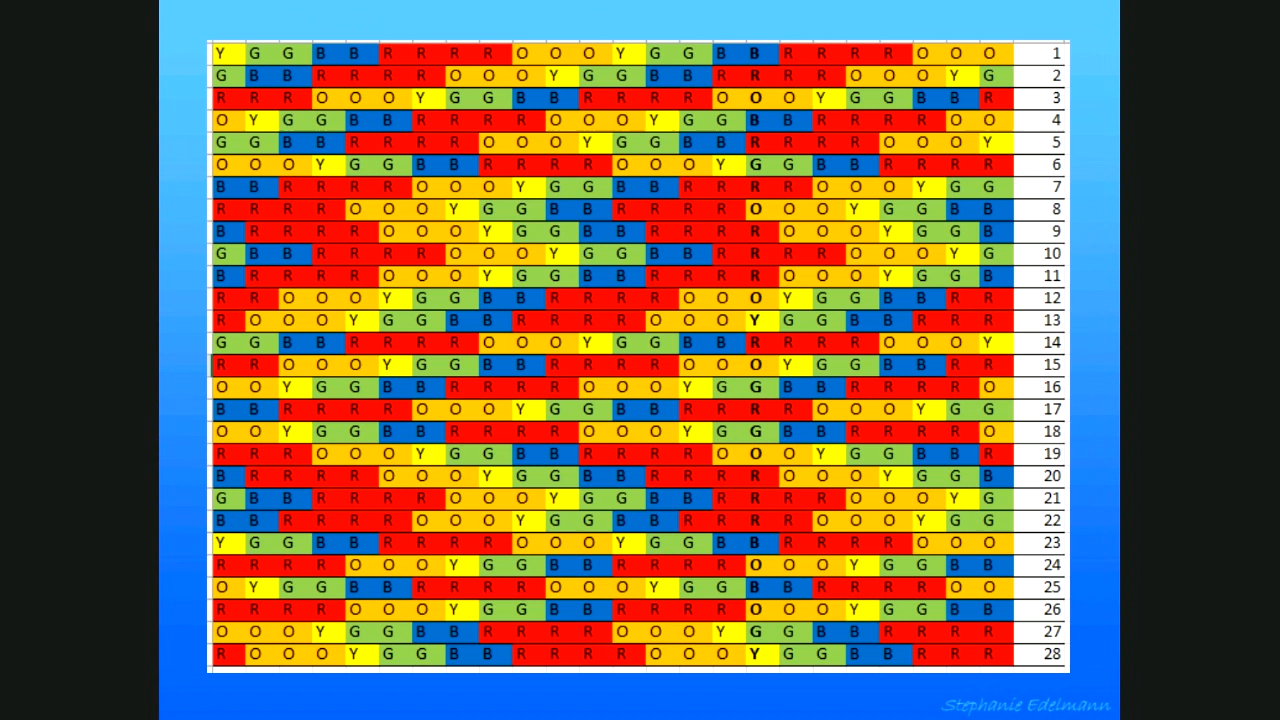 Y G G B B R R R R O O O Y G G B B R R R R O O O 1
G B B R R R R O O O Y G G B B R R R R O O O Y G 2
R R R O O O Y G G B B R R R R O O O Y G G B B R 3
O Y G G B B R R R R O O O Y G G B B R R R R O O 4
G G B B R R R R O O O Y G G B B R R R R O O O Y 5
O O O Y G G B B R R R R O O O Y G G B B R R R R 6
B B R R R R O O O Y G G B B R R R R O O O Y G G 7
R R R R O O O Y G G B B R R R R O O O Y G G B B 8
B R R R R O O O Y G G B B R R R R O O O Y G G B 9
G B B R R R R O O O Y G G B B R R R R O O O Y G 10
B R R R R O O O Y G G B B R R R R O O O Y G G B 11
R R O O O Y G G B B R R R R O O O Y G G B B R R 12
R O O O Y G G B B R R R R O O O Y G G B B R R R 13
G G B B R R R R O O O Y G G B B R R R R O O O Y 14
R R O O O Y G G B B R R R R O O O Y G G B B R R 15
O O Y G G B B R R R R O O O Y G G B B R R R R O 16
B B R R R R O O O Y G G B B R R R R O O O Y G G 17
O O Y G G B B R R R R O O O Y G G B B R R R R O 18
R R R O O O Y G G B B R R R R O O O Y G G B B R 19
B R R R R O O O Y G G B B R R R R O O O Y G G B 20
G B B R R R R O O O Y G G B B R R R R O O O Y G 21
B B R R R R O O O Y G G B B R R R R O O O Y G G 22
Y G G B B R R R R O O O Y G G B B R R R R O O O 23
R R R R O O O Y G G B B R R R R O O O Y G G B B 24
O Y G G B B R R R R O O O Y G G B B R R R R O O 25
R R R R O O O Y G G B B R R R R O O O Y G G B B 26
O O O Y G G B B R R R R O O O Y G G B B R R R R 27
R O O O Y G G B B R R R R O O O Y G G B B R R R 28
Stephanie Edelmann